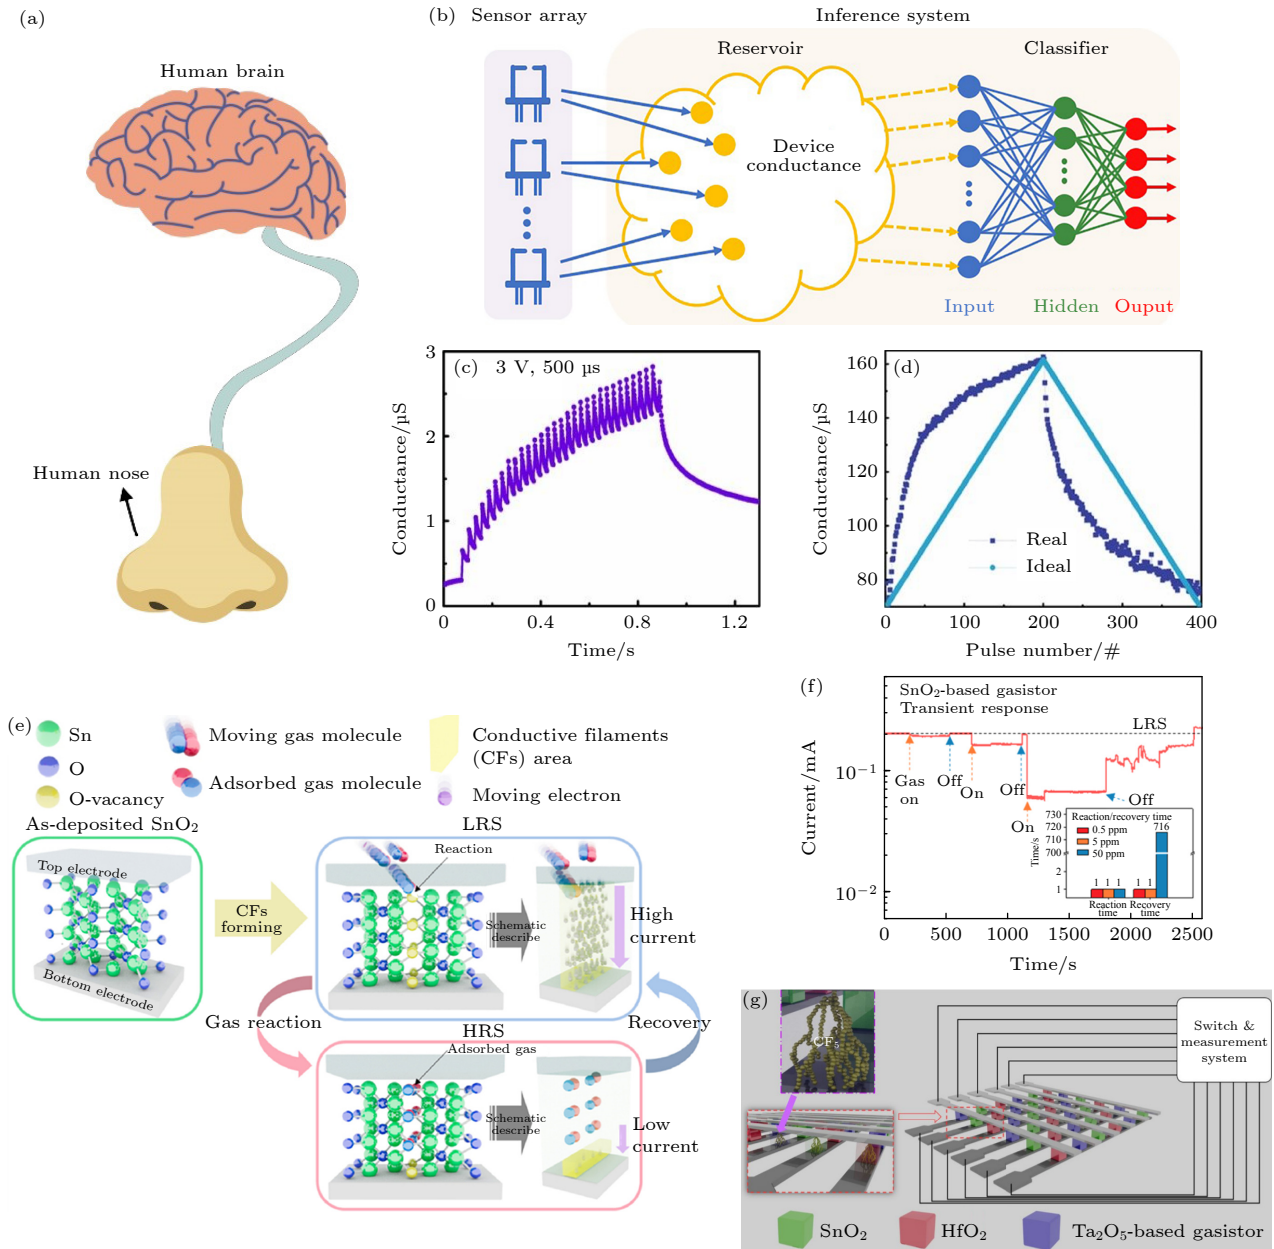 (a)
Human brain
Human nose
(b) Sensor array
Inference system
Reservoir
Classifier
Device
conductance
Input
Hidden
Ouput
(c) 3 V, 500 µs
Conductance/µS
3
2
1
0
0
0.4
0.8
1.2
Time/s
(d)
Conductance/µS
160
140
120
100
80
Real
Ideal
0
100
200
300
400
Pulse number/#
(e)
Sn
O
O-vacancy
Moving gas molecule
Adsorbed gas molecule
Conductive filaments
(CFs) area
Moving electron
As-deposited SnO₂
Top electrode
Bottom electrode
CFs
forming
LRS
Reaction
Schematic
describe
High
current
Gas reaction
Recovery
HRS
Adsorbed gas
Schematic
describe
Low
current
(f)
SnO₂-based gasistor
Transient response
LRS
Current/mA
10⁻¹
10⁻²
Gas
on
Off
On
Off
On
Off
Reaction/recovery time
0.5 ppm
5 ppm
50 ppm
Time/s
730
720
710
700
2
1
1 1 1
1 1
716
Reaction
time
Recovery
time
0
500
1000
1500
2000
2500
Time/s
(g)
CF₅
Switch &
measurement
system
SnO₂
HfO₂
Ta₂O₅-based gasistor